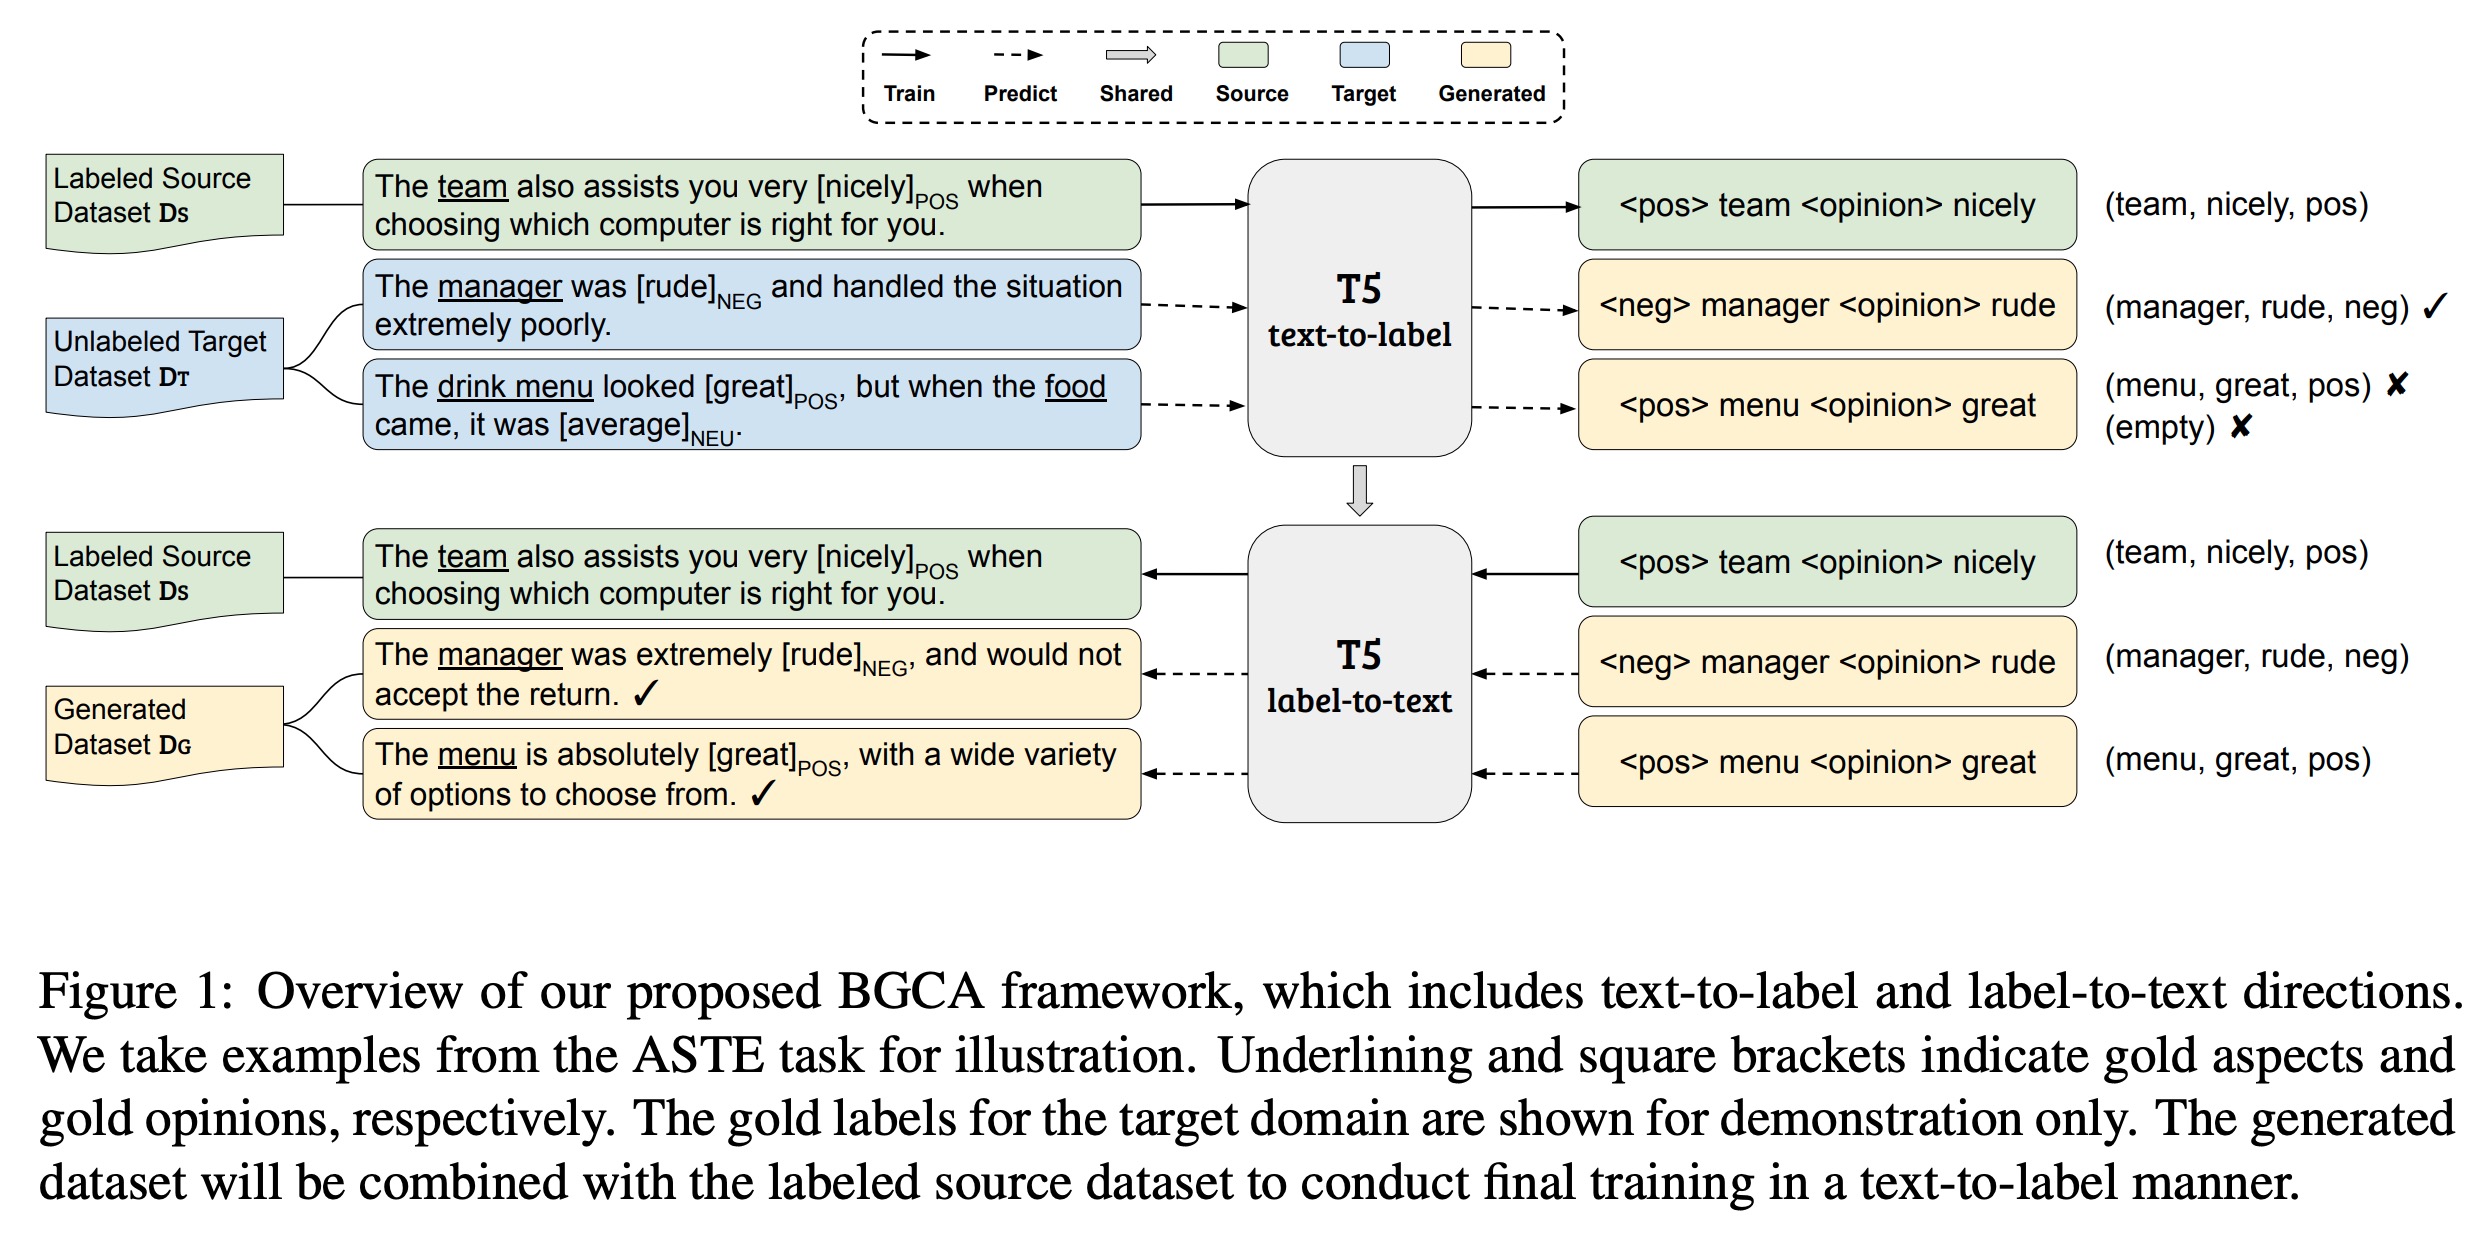 Train Predict Shared Source Target Generated
Labeled Source
Dataset DS
The team also assists you very [nicely]POS when
choosing which computer is right for you.
<pos> team <opinion> nicely
(team, nicely, pos)
Unlabeled Target
Dataset DT
The manager was [rude]NEG and handled the situation
extremely poorly.
<neg> manager <opinion> rude
(manager, rude, neg) ✓
The drink menu looked [great]POS, but when the food
came, it was [average]NEU.
<pos> menu <opinion> great
(menu, great, pos) ✘
(empty) ✘
T5
text-to-label
Labeled Source
Dataset DS
The team also assists you very [nicely]POS when
choosing which computer is right for you.
<pos> team <opinion> nicely
(team, nicely, pos)
Generated
Dataset DG
The manager was extremely [rude]NEG, and would not
accept the return. ✓
<neg> manager <opinion> rude
(manager, rude, neg)
The menu is absolutely [great]POS, with a wide variety
of options to choose from. ✓
<pos> menu <opinion> great
(menu, great, pos)
T5
label-to-text
Figure 1: Overview of our proposed BGCA framework, which includes text-to-label and label-to-text directions.
We take examples from the ASTE task for illustration. Underlining and square brackets indicate gold aspects and
gold opinions, respectively. The gold labels for the target domain are shown for demonstration only. The generated
dataset will be combined with the labeled source dataset to conduct final training in a text-to-label manner.